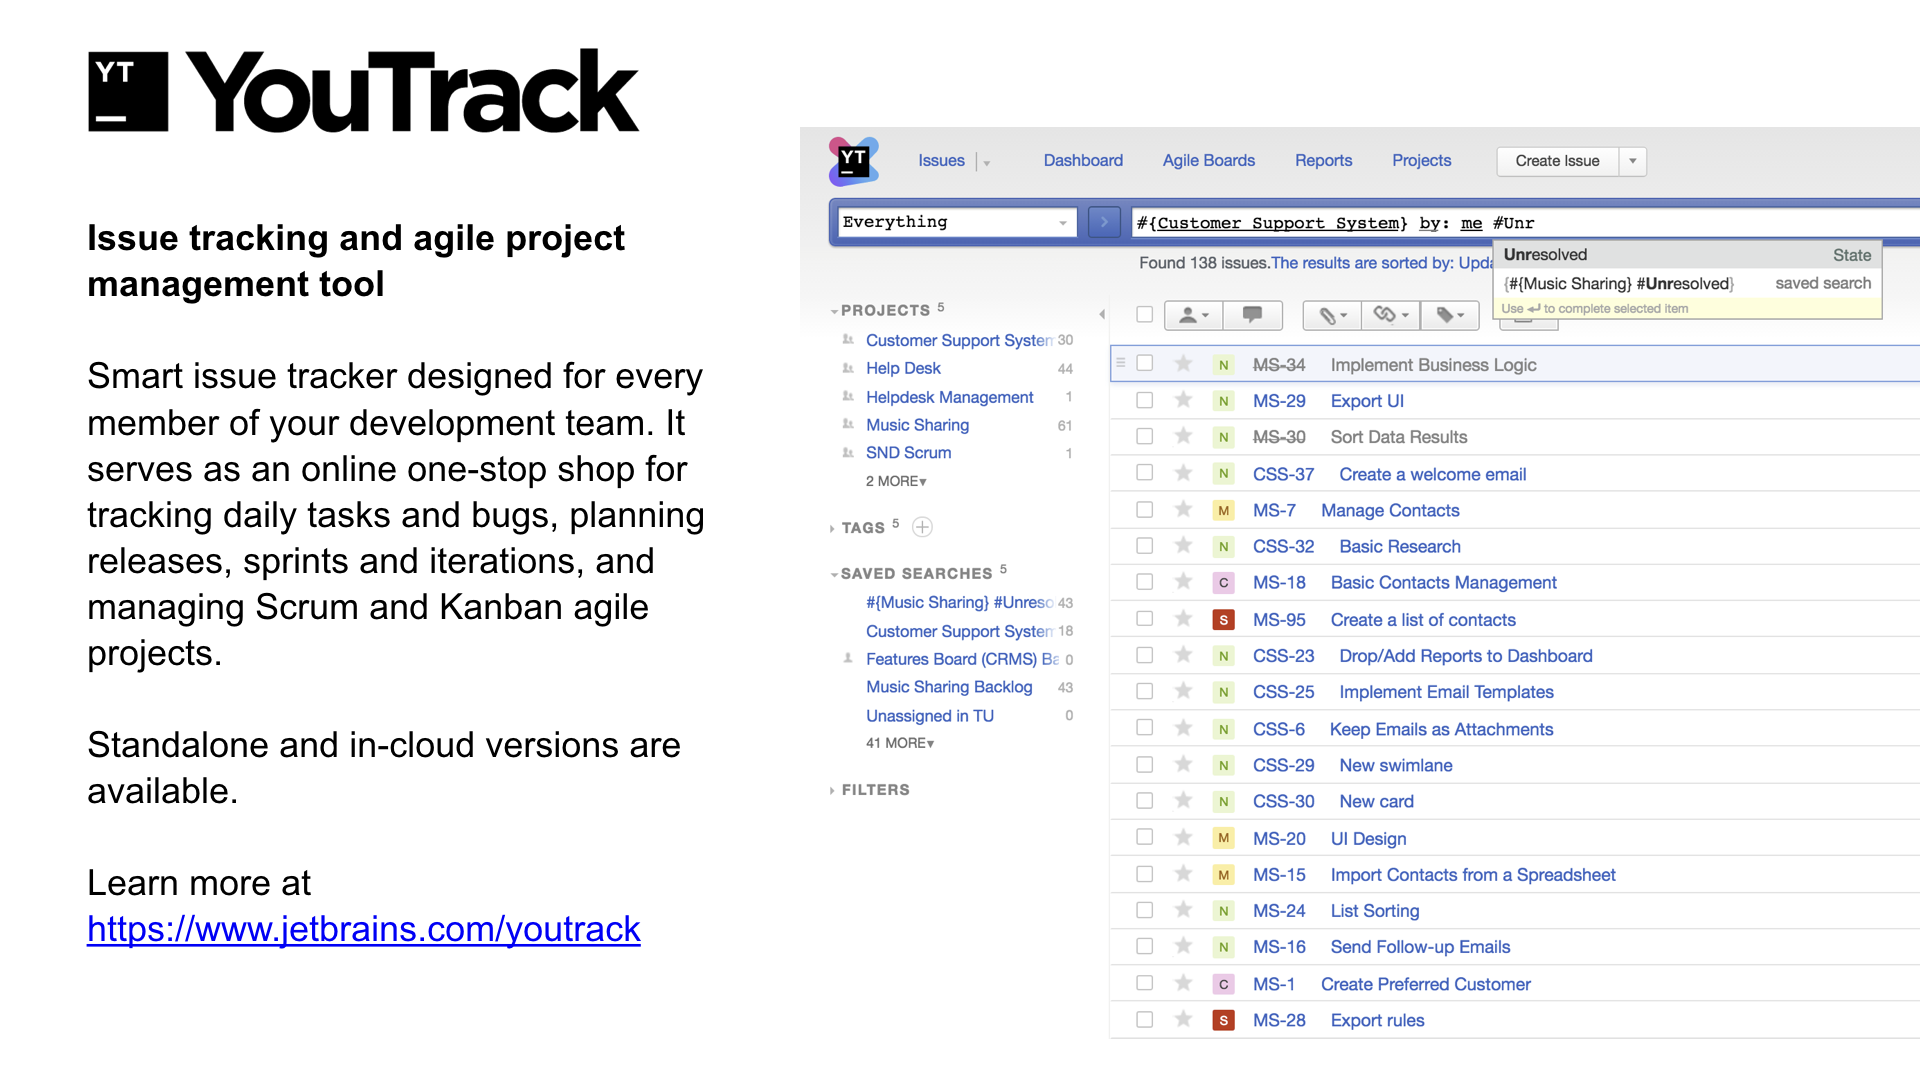 YT
YouTrack
Issue tracking and agile project
management tool
Smart issue tracker designed for every
member of your development team. It
serves as an online one-stop shop for
tracking daily tasks and bugs, planning
releases, sprints and iterations, and
managing Scrum and Kanban agile
projects.
Standalone and in-cloud versions are
available.
Learn more at
https://www.jetbrains.com/youtrack
YT
Issues Dashboard Agile Boards Reports Projects Create Issue
Everything #{Customer Support System} by: me #Unr
Found 138 issues.The results are sorted by: Upda
Unresolved State
{#{Music Sharing} #Unresolved} saved search
Use ↵ to complete selected item
PROJECTS 5
Customer Support System 30
Help Desk 44
Helpdesk Management 1
Music Sharing 61
SND Scrum 1
2 MORE▾
TAGS 5
SAVED SEARCHES 5
#{Music Sharing} #Unreso 43
Customer Support System 18
Features Board (CRMS) Ba 0
Music Sharing Backlog 43
Unassigned in TU 0
41 MORE▾
FILTERS
N MS-34 Implement Business Logic
N MS-29 Export UI
N MS-30 Sort Data Results
N CSS-37 Create a welcome email
M MS-7 Manage Contacts
N CSS-32 Basic Research
C MS-18 Basic Contacts Management
S MS-95 Create a list of contacts
N CSS-23 Drop/Add Reports to Dashboard
N CSS-25 Implement Email Templates
N CSS-6 Keep Emails as Attachments
N CSS-29 New swimlane
N CSS-30 New card
M MS-20 UI Design
M MS-15 Import Contacts from a Spreadsheet
N MS-24 List Sorting
N MS-16 Send Follow-up Emails
C MS-1 Create Preferred Customer
S MS-28 Export rules